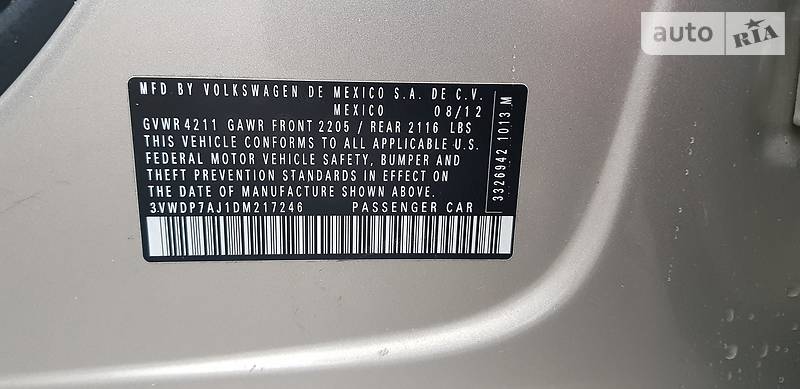 auto RIA
MFD BY VOLKSWAGEN DE MEXICO S.A. DE C.V.
MEXICO 08/12
GVWR 4211 GAWR FRONT 2205 / REAR 2116 LBS
THIS VEHICLE CONFORMS TO ALL APPLICABLE U.S.
FEDERAL MOTOR VEHICLE SAFETY, BUMPER AND
THEFT PREVENTION STANDARDS IN EFFECT ON
THE DATE OF MANUFACTURE SHOWN ABOVE.
3VWDP7AJ1DM217246 PASSENGER CAR
3326942 1013 M